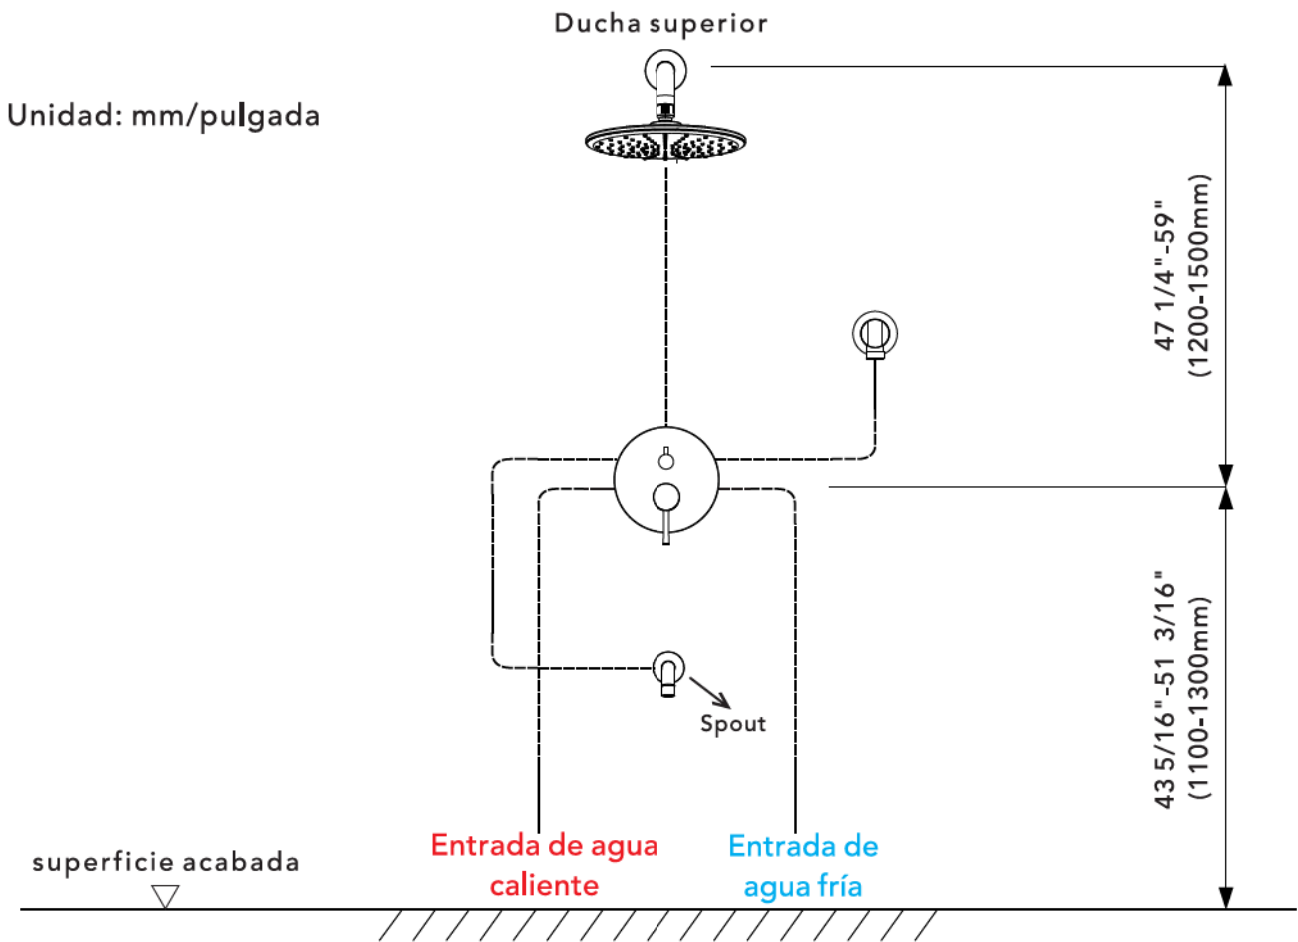 Ducha superior
Unidad: mm/pulgada
47 1/4"-59"
(1200-1500mm)
43 5/16"-51 3/16"
(1100-1300mm)
Spout
Entrada de agua
caliente
Entrada de
agua fría
superficie acabada